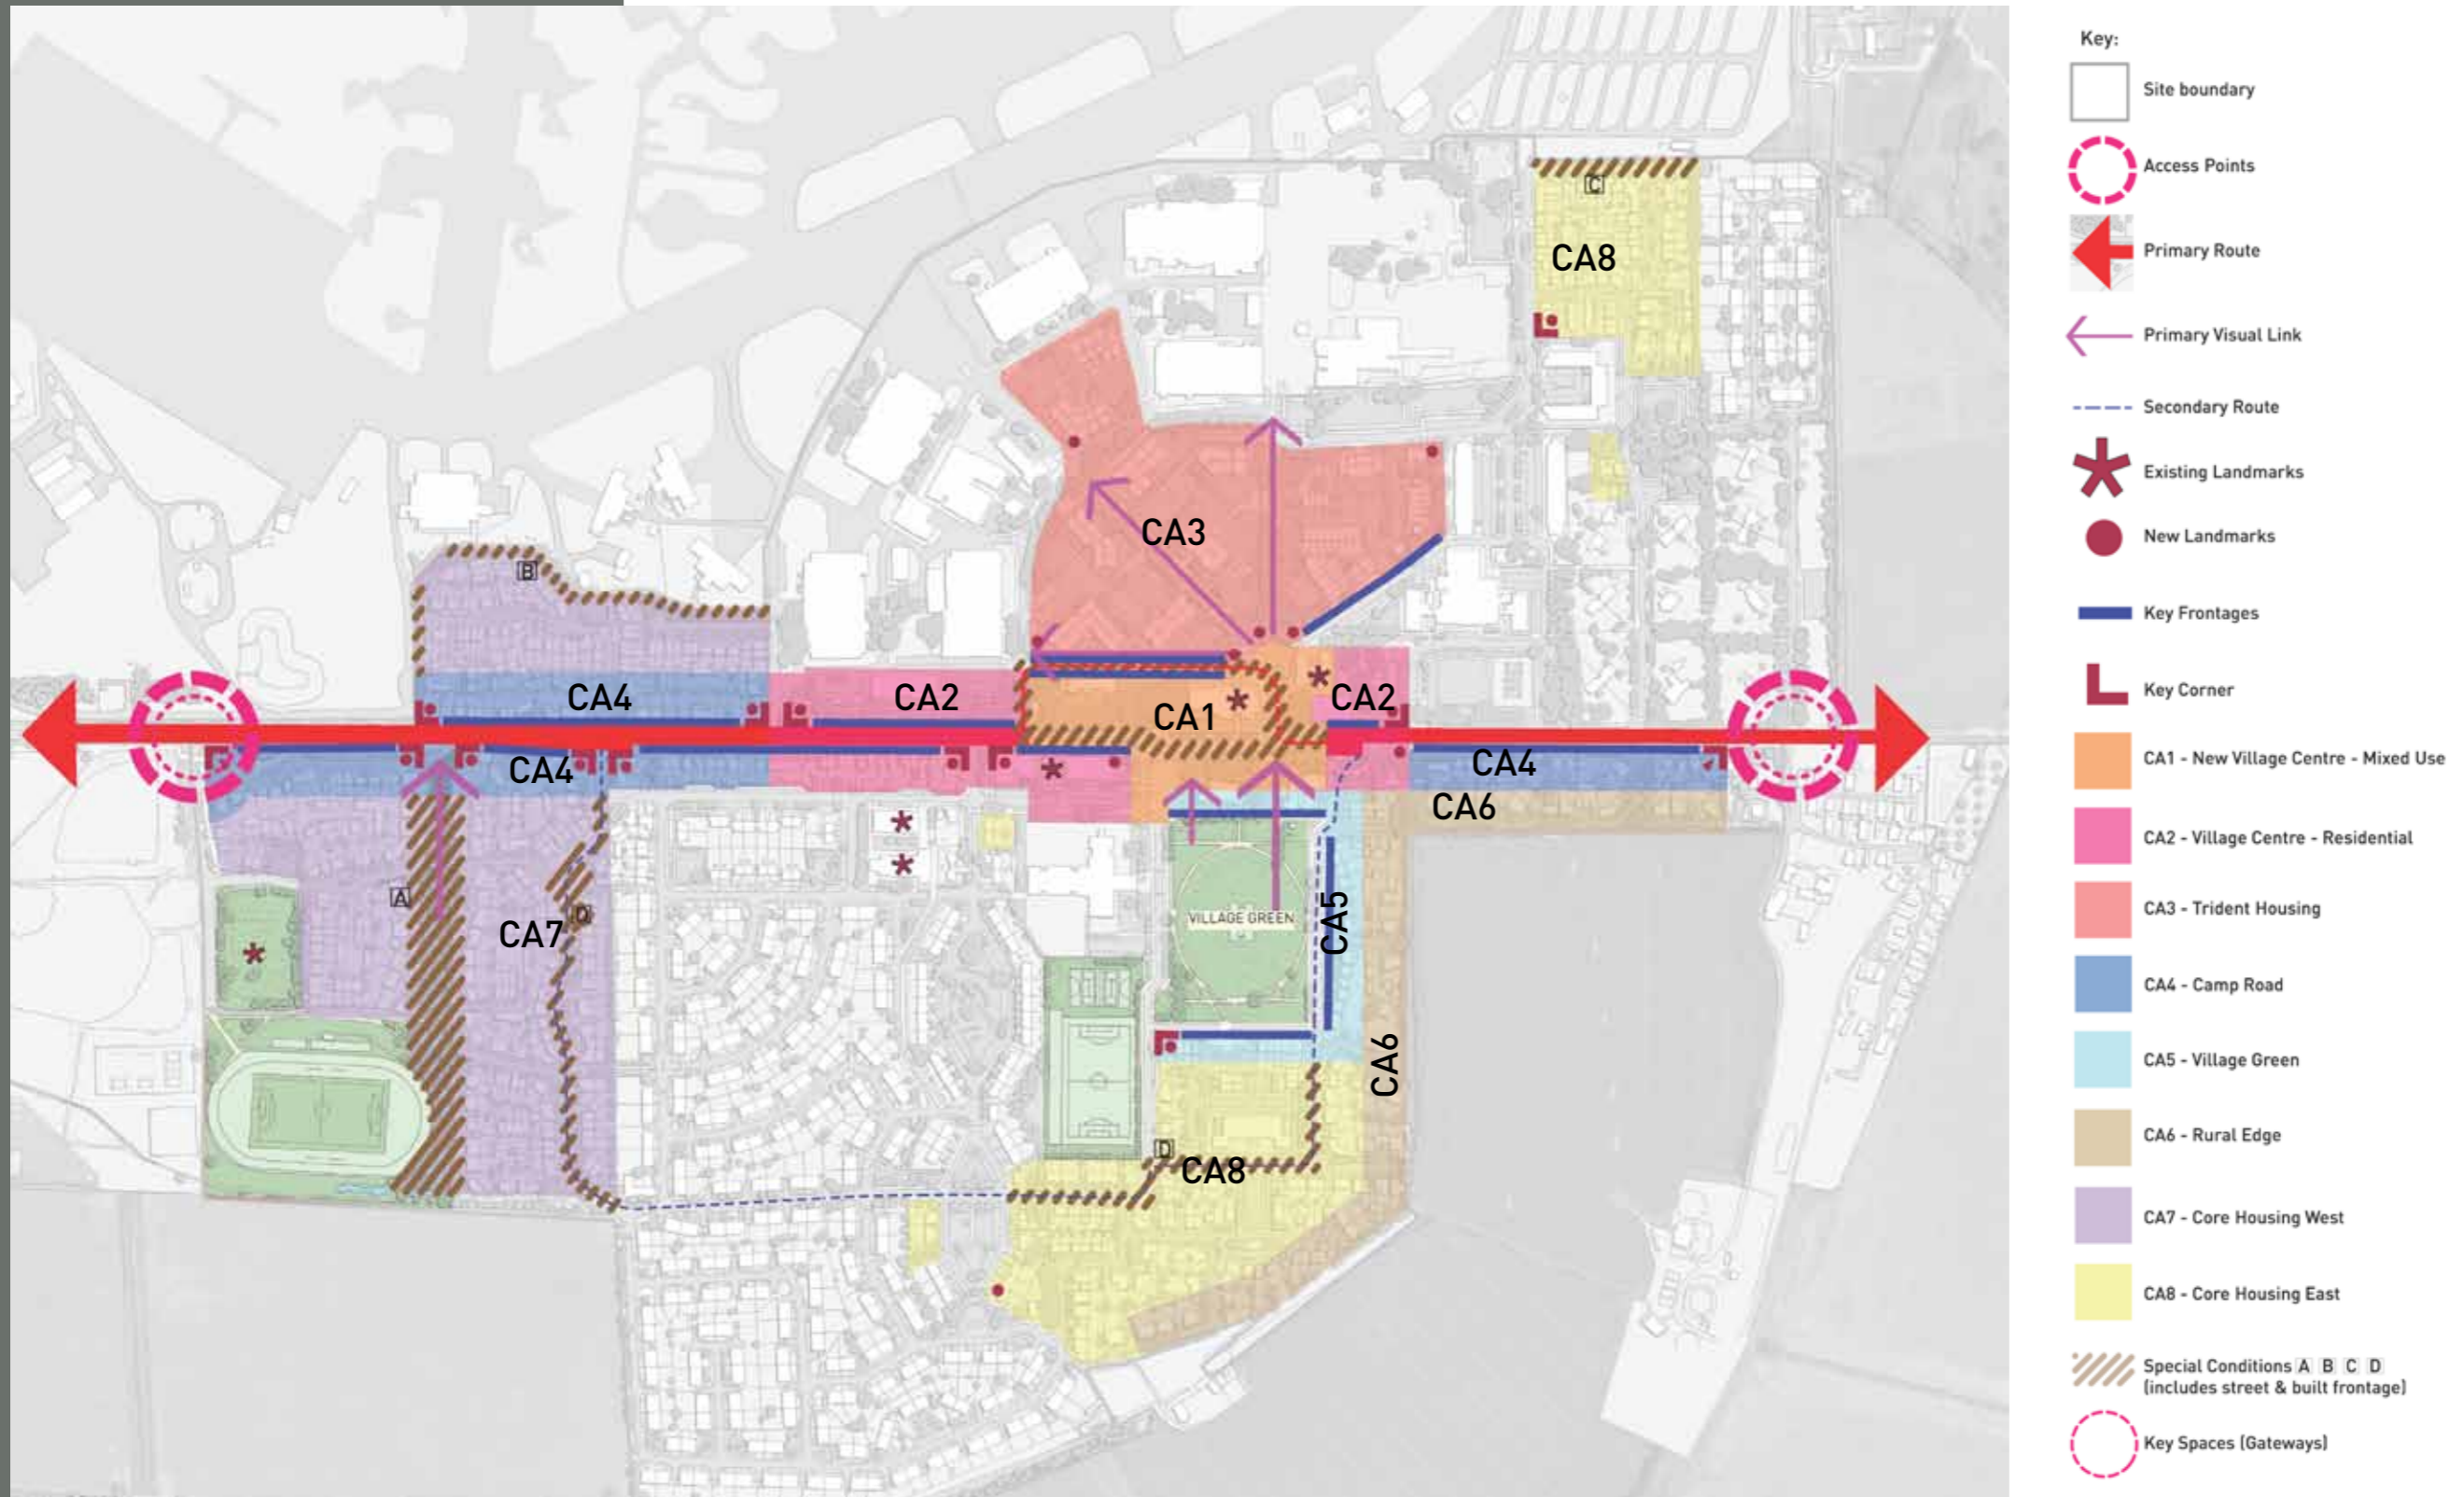 C
CA8
CA3
B
CA4
CA2
CA2
CA1
CA4
CA4
CA6
A
D
CA7
VILLAGE GREEN
CA5
CA6
D
CA8
Key:
Site boundary
Access Points
Primary Route
Primary Visual Link
Secondary Route
Existing Landmarks
New Landmarks
Key Frontages
Key Corner
CA1 - New Village Centre - Mixed Use
CA2 - Village Centre - Residential
CA3 - Trident Housing
CA4 - Camp Road
CA5 - Village Green
CA6 - Rural Edge
CA7 - Core Housing West
CA8 - Core Housing East
Special Conditions A B C D
(includes street & built frontage)
Key Spaces (Gateways)